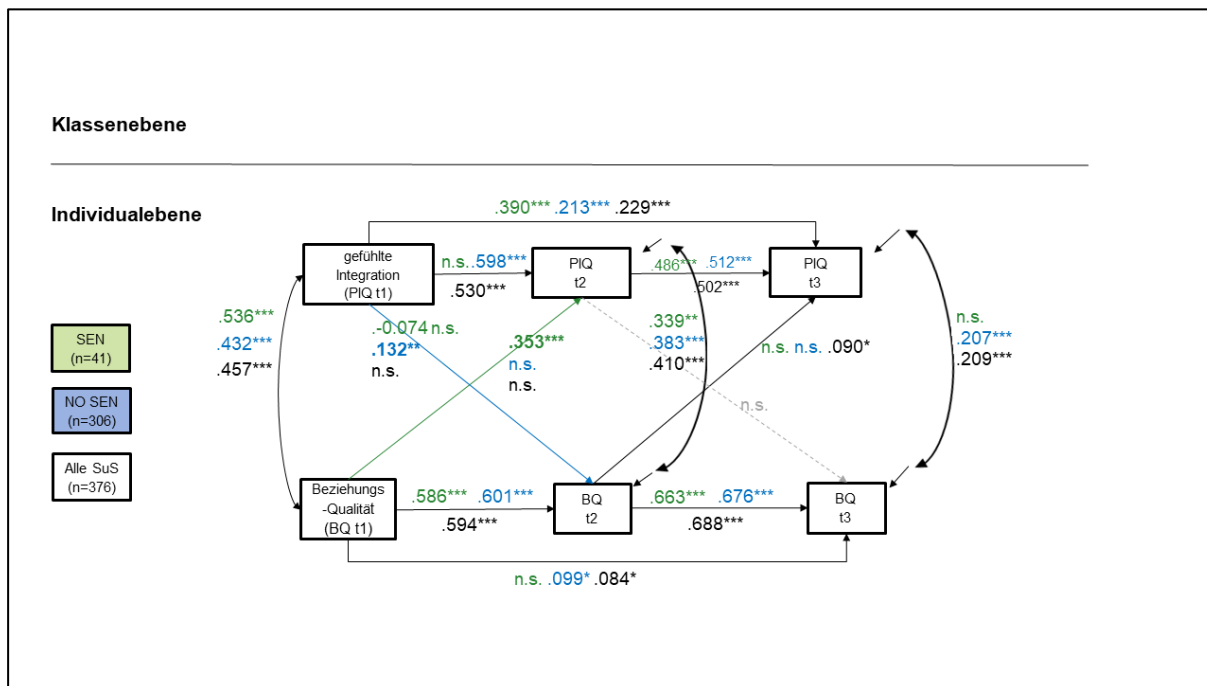 Klassenebene
Individualebene
.390*** .213*** .229***
gefühlte
Integration
(PIQ t1)
n.s. .598***
.530***
PIQ
t2
.486*** .512***
.502***
PIQ
t3
.536***
.432***
.457***
.-0.074 n.s.
.132**
n.s.
.353***
n.s.
n.s.
.339**
.383***
.410***
n.s. n.s. .090*
n.s.
.207***
.209***
n.s.
SEN
(n=41)
NO SEN
(n=306)
Alle SuS
(n=376)
Beziehungs
-Qualität
(BQ t1)
.586*** .601***
.594***
BQ
t2
.663*** .676***
.688***
BQ
t3
n.s. .099* .084*